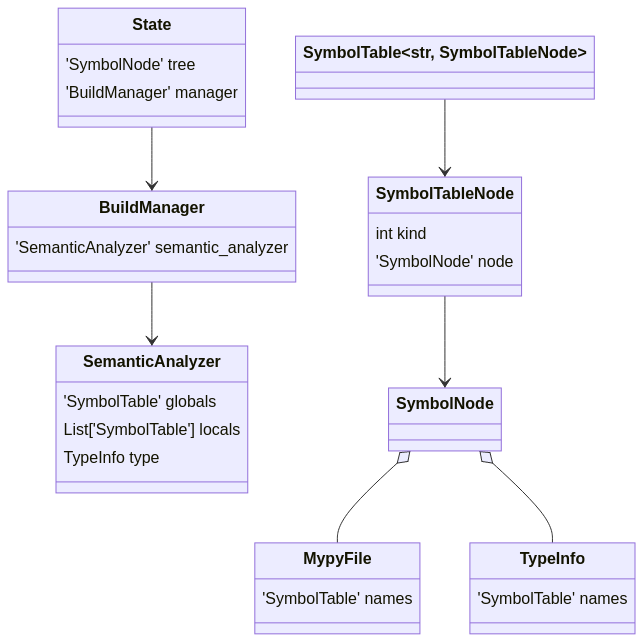 State
'SymbolNode' tree
'BuildManager' manager
SymbolTable<str, SymbolTableNode>
BuildManager
'SemanticAnalyzer' semantic_analyzer
SymbolTableNode
int kind
'SymbolNode' node
SemanticAnalyzer
'SymbolTable' globals
List['SymbolTable'] locals
TypeInfo type
SymbolNode
MypyFile
'SymbolTable' names
TypeInfo
'SymbolTable' names